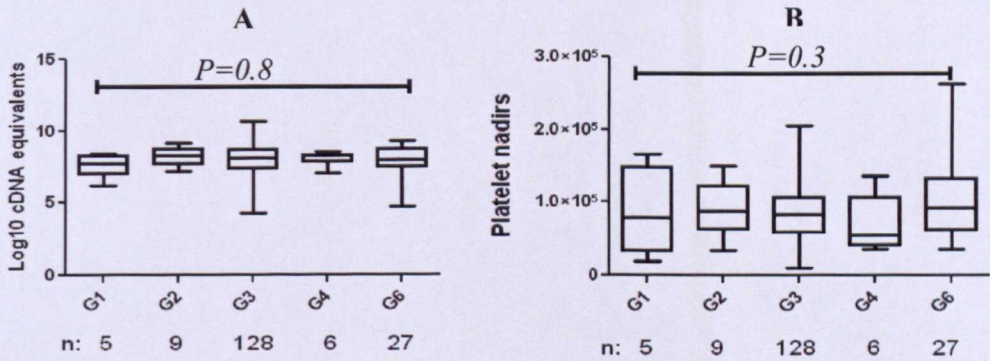 A
Log10 cDNA equivalents
15
10
5
0
P=0.8
G1 G2 G3 G4 G6
n: 5 9 128 6 27
B
Platelet nadirs
3.0×10⁵
2.0×10⁵
1.0×10⁵
0
P=0.3
G1 G2 G3 G4 G6
n: 5 9 128 6 27